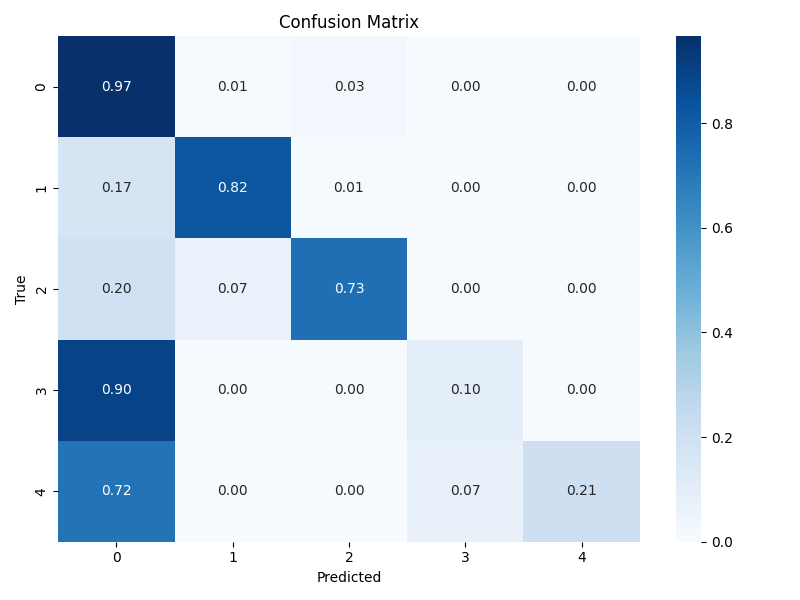 Confusion Matrix
True
0 0.97 0.01 0.03 0.00 0.00
1 0.17 0.82 0.01 0.00 0.00
2 0.20 0.07 0.73 0.00 0.00
3 0.90 0.00 0.00 0.10 0.00
4 0.72 0.00 0.00 0.07 0.21
0 1 2 3 4
Predicted
0.8
0.6
0.4
0.2
0.0